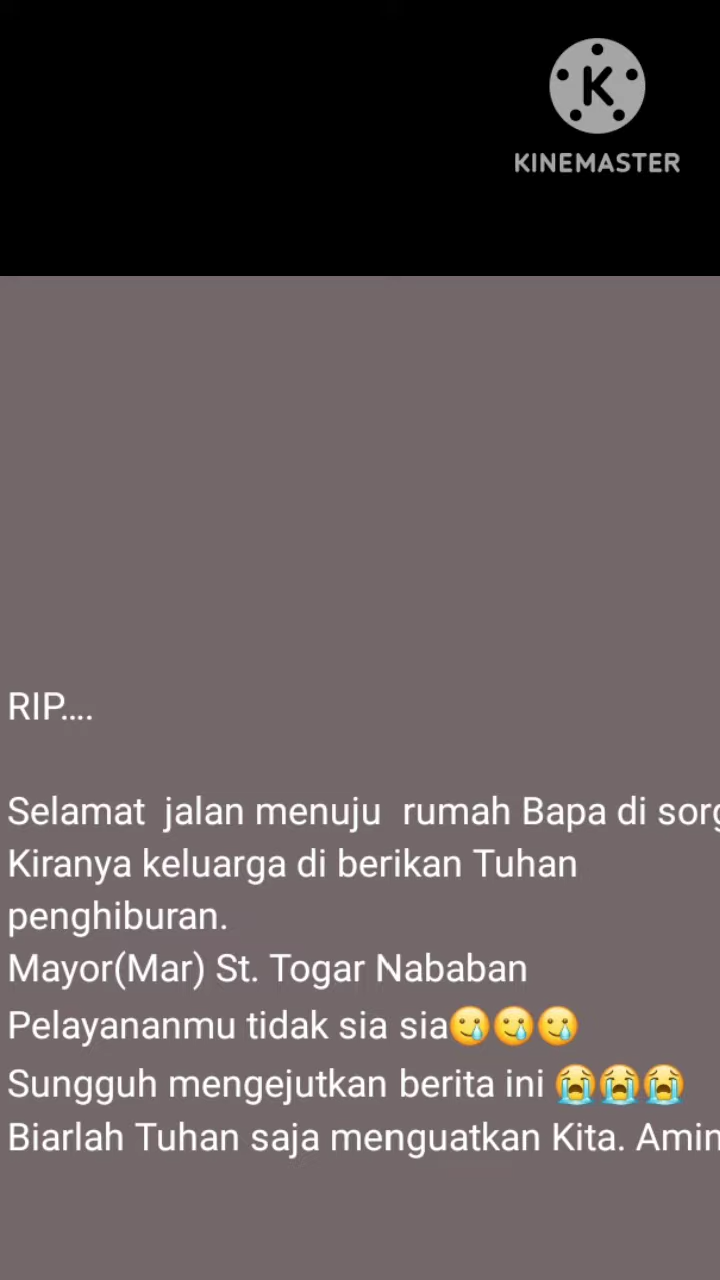 K
KINEMASTER
RIP....
Selamat jalan menuju rumah Bapa di sorg
Kiranya keluarga di berikan Tuhan
penghiburan.
Mayor(Mar) St. Togar Nababan
Pelayananmu tidak sia sia🥲🥲🥲
Sungguh mengejutkan berita ini 😭😭😭
Biarlah Tuhan saja menguatkan Kita. Amin